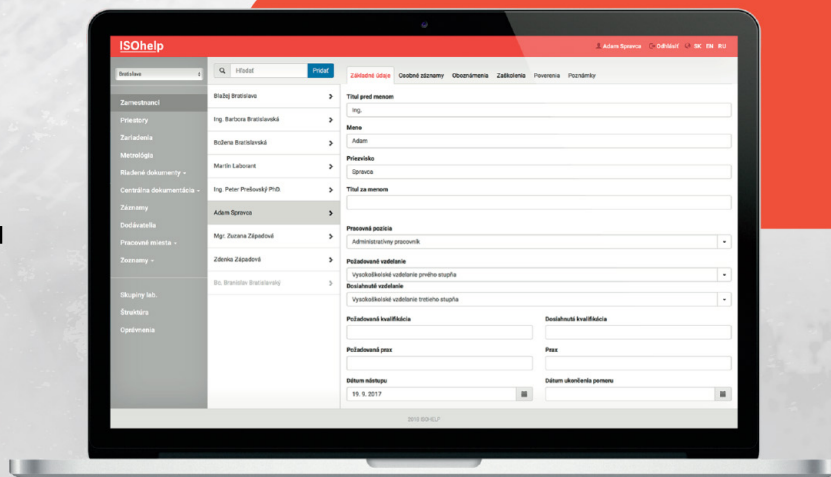 ISOhelp
Adam Spravca Odhlásiť SK EN RU
Bratislava
Hľadať
Pridať
Zamestnanci
Priestory
Zariadenia
Metrológia
Riadené dokumenty
Centrálna dokumentácia
Záznamy
Dodávatelia
Pracovné miesta
Zoznamy
Skupiny lab.
Štruktúra
Oprávnenia
Blažej Bratislava
Ing. Barbora Bratislavská
Božena Bratislavská
Martin Laborant
Ing. Peter Prešovský PhD.
Adam Spravca
Mgr. Zuzana Západová
Zdenka Západová
Bc. Branislav Bratislavský
Základné údaje Osobné záznamy Oboznámenia Zaškolenia Poverenia Poznámky
Titul pred menom
Ing.
Meno
Adam
Priezvisko
Spravca
Titul za menom
Pracovná pozícia
Administratívny pracovník
Požadované vzdelanie
Vysokoškolské vzdelanie prvého stupňa
Dosiahnuté vzdelanie
Vysokoškolské vzdelanie tretieho stupňa
Požadovaná kvalifikácia Dosiahnutá kvalifikácia
Požadovaná prax Prax
Dátum nástupu Dátum ukončenia pomeru
19. 9. 2017
ISOHELP